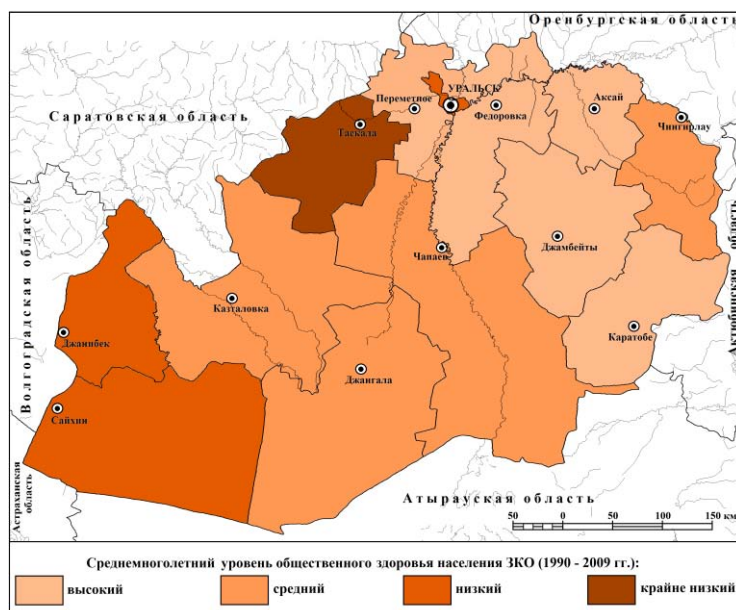 Оренбургская область
УРАЛЬСК
Переметное
Федоровка
Аксай
Саратовская область
Таскала
Чингирлау
Волгоградская область
Чапаев
Джамбейты
Актюбинская область
Казталовка
Каратобе
Джанибек
Джангала
Сайхин
Астраханская область
Атырауская область
50 0 50 100 150 км
Среднемноголетний уровень общественного здоровья населения ЗКО (1990 - 2009 гг.):
высокий средний низкий крайне низкий